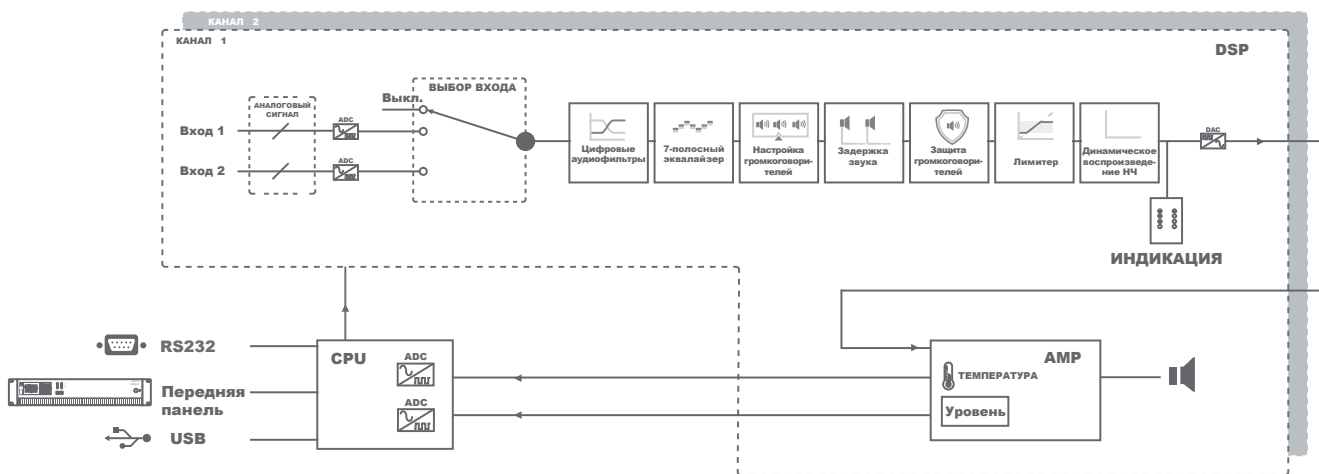 КАНАЛ 2
КАНАЛ 1
DSP
АНАЛОГОВЫЙ
СИГНАЛ
ВЫБОР ВХОДА
Выкл.
Вход 1
ADC
Вход 2
ADC
Цифровые
аудиофильтры
7-полосный
эквалайзер
Настройка
громкоговори-
телей
Задержка
звука
Защита
громкоговори-
телей
Лимитер
Динамическое
воспроизведе-
ение НЧ
DAC
ИНДИКАЦИЯ
RS232
Передняя
панель
USB
CPU
ADC
ADC
AMP
ТЕМПЕРАТУРА
Уровень